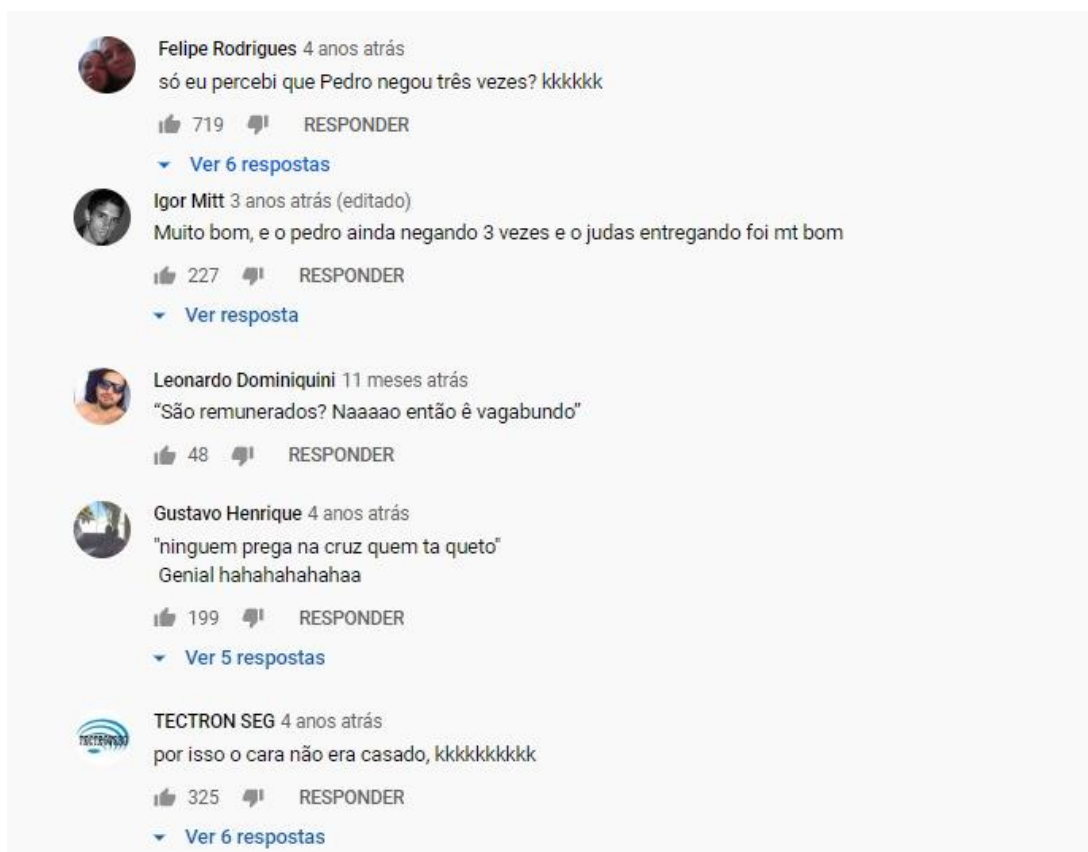 Felipe Rodrigues 4 anos atrás
só eu percebi que Pedro negou três vezes? kkkkkk
719 RESPONDER
Ver 6 respostas
Igor Mitt 3 anos atrás (editado)
Muito bom, e o pedro ainda negando 3 vezes e o judas entregando foi mt bom
227 RESPONDER
Ver resposta
Leonardo Dominiquini 11 meses atrás
“São remunerados? Naaaao então ê vagabundo”
48 RESPONDER
Gustavo Henrique 4 anos atrás
"ninguem prega na cruz quem ta queto"
Genial hahahahahahaa
199 RESPONDER
Ver 5 respostas
TECTRON SEG 4 anos atrás
por isso o cara não era casado, kkkkkkkkkk
325 RESPONDER
Ver 6 respostas